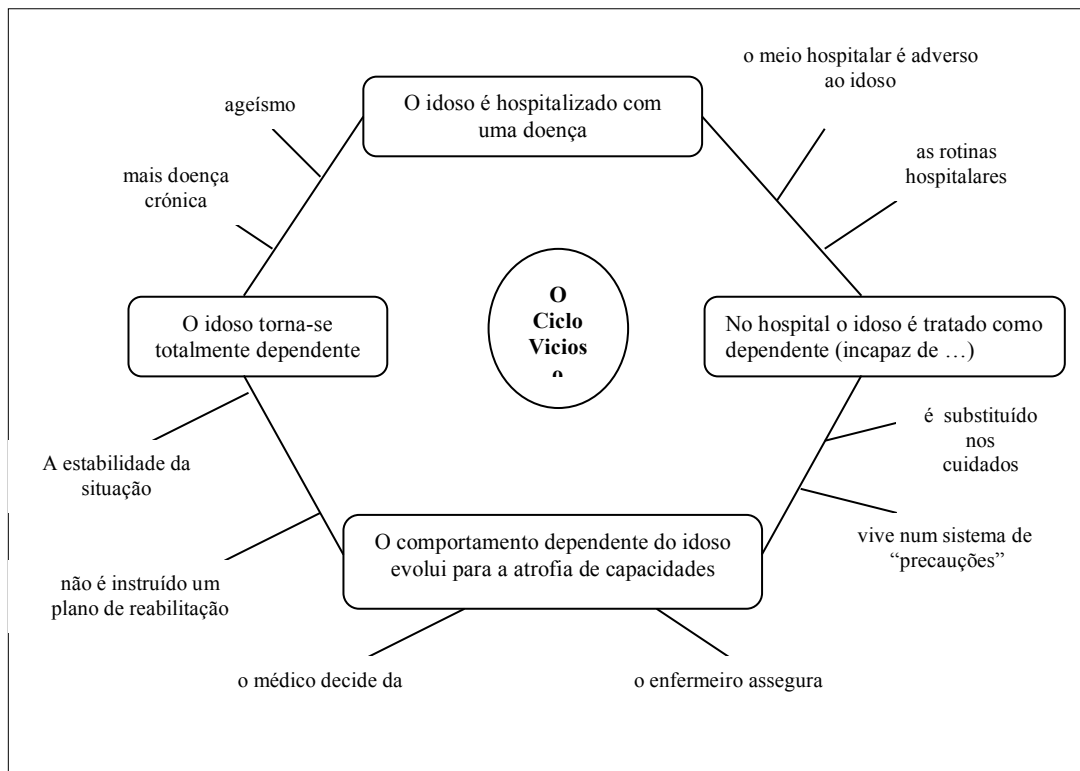 o meio hospitalar é adverso
ao idoso
ageísmo
O idoso é hospitalizado com
uma doença
as rotinas
hospitalares
mais doença
crónica
O
Ciclo
Vicios
o
O idoso torna-se
totalmente dependente
No hospital o idoso é tratado como
dependente (incapaz de …)
é substituído
nos
cuidados
A estabilidade da
situação
vive num sistema de
“precauções”
O comportamento dependente do idoso
evolui para a atrofia de capacidades
não é instruído um
plano de reabilitação
o médico decide da
o enfermeiro assegura